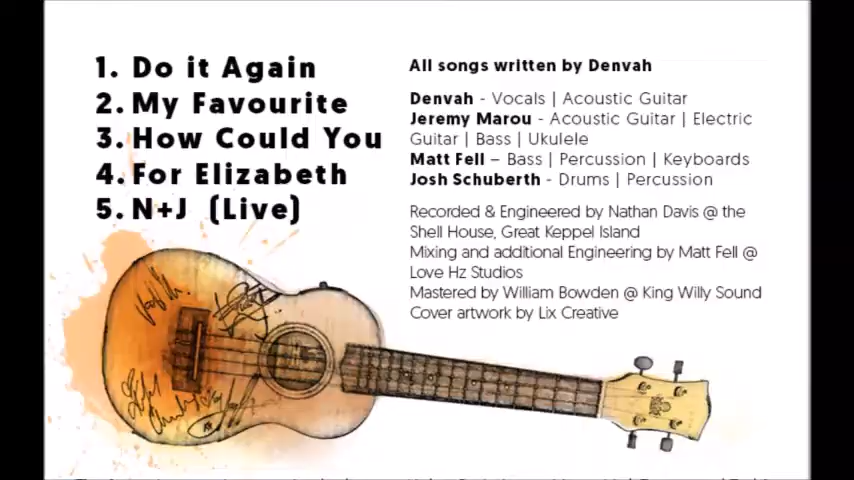 1. Do it Again
2. My Favourite
3. How Could You
4. For Elizabeth
5. N+J (Live)
All songs written by Denvah
Denvah - Vocals | Acoustic Guitar
Jeremy Marou - Acoustic Guitar | Electric
Guitar | Bass | Ukulele
Matt Fell – Bass | Percussion | Keyboards
Josh Schuberth - Drums | Percussion
Recorded & Engineered by Nathan Davis @ the
Shell House, Great Keppel Island
Mixing and additional Engineering by Matt Fell @
Love Hz Studios
Mastered by William Bowden @ King Willy Sound
Cover artwork by Lix Creative